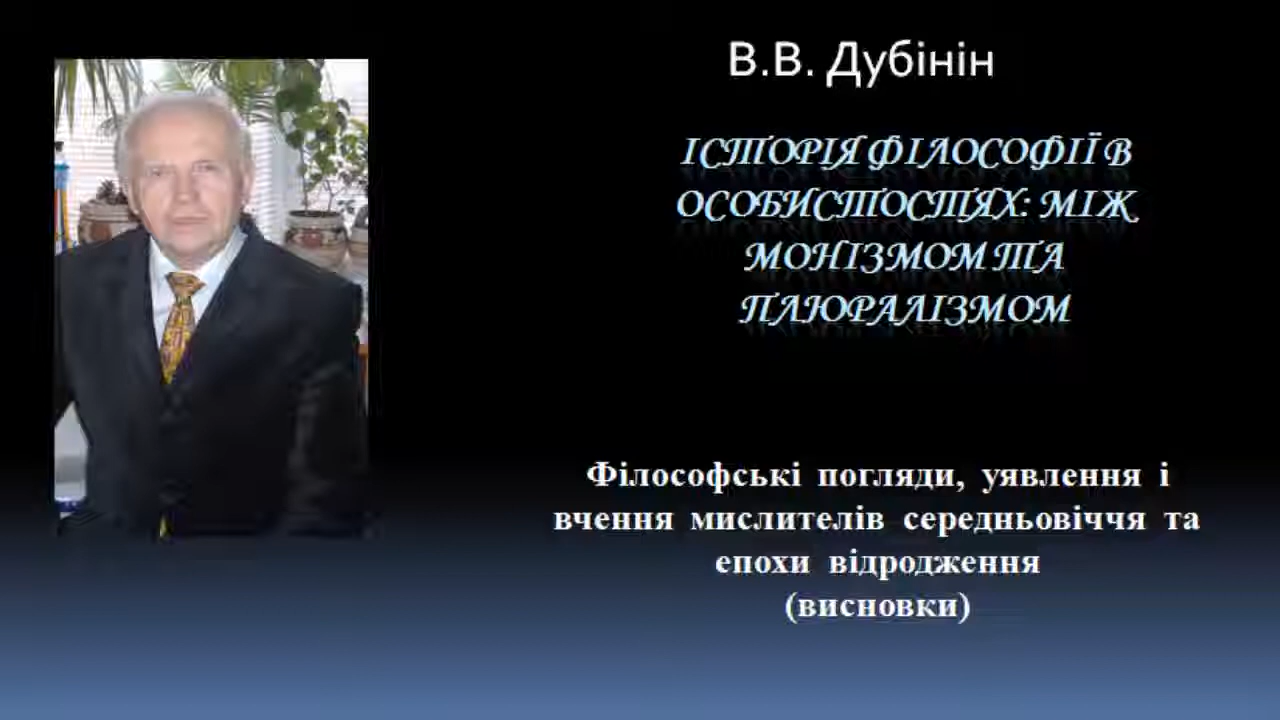 В.В. Дубінін
ІСТОРІЯ ФІЛОСОФІЇ В
ОСОБИСТОСТЯХ: МІЖ
МОНІЗМОМ ТА
ПЛЮРАЛІЗМОМ
Філософські погляди, уявлення і
вчення мислителів середньовіччя та
епохи відродження
(висновки)